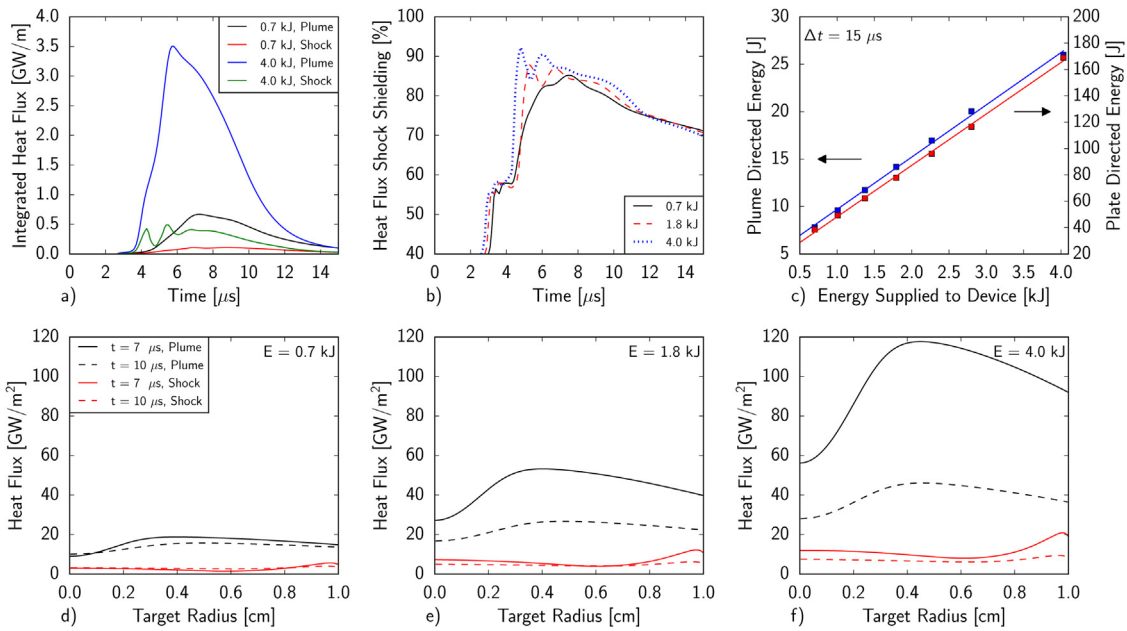 Integrated Heat Flux [GW/m]
4.0
3.5
3.0
2.5
2.0
1.5
1.0
0.5
0.0
0.7 kJ, Plume
0.7 kJ, Shock
4.0 kJ, Plume
4.0 kJ, Shock
0 2 4 6 8 10 12 14
Time [μs]
a)
Heat Flux Shock Shielding [%]
100
90
80
70
60
50
40
0.7 kJ
1.8 kJ
4.0 kJ
0 2 4 6 8 10 12 14
Time [μs]
b)
Plume Directed Energy [J]
30
25
20
15
10
5
Δt = 15 μs
200
180
160
140
120
100
80
60
40
20
Plate Directed Energy [J]
0.5 1.0 1.5 2.0 2.5 3.0 3.5 4.0
Energy Supplied to Device [kJ]
c)
Heat Flux [GW/m²]
120
100
80
60
40
20
0
t = 7 μs, Plume
t = 10 μs, Plume
t = 7 μs, Shock
t = 10 μs, Shock
E = 0.7 kJ
0.0 0.2 0.4 0.6 0.8 1.0
Target Radius [cm]
d)
Heat Flux [GW/m²]
120
100
80
60
40
20
0
E = 1.8 kJ
0.0 0.2 0.4 0.6 0.8 1.0
Target Radius [cm]
e)
Heat Flux [GW/m²]
120
100
80
60
40
20
0
E = 4.0 kJ
0.0 0.2 0.4 0.6 0.8 1.0
Target Radius [cm]
f)